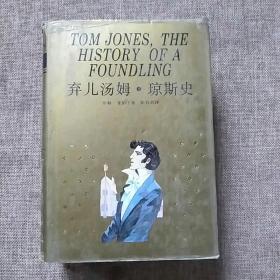 TOM JONES, THE
HISTORY OF A
FOUNDLING
弃儿汤姆·琼斯史